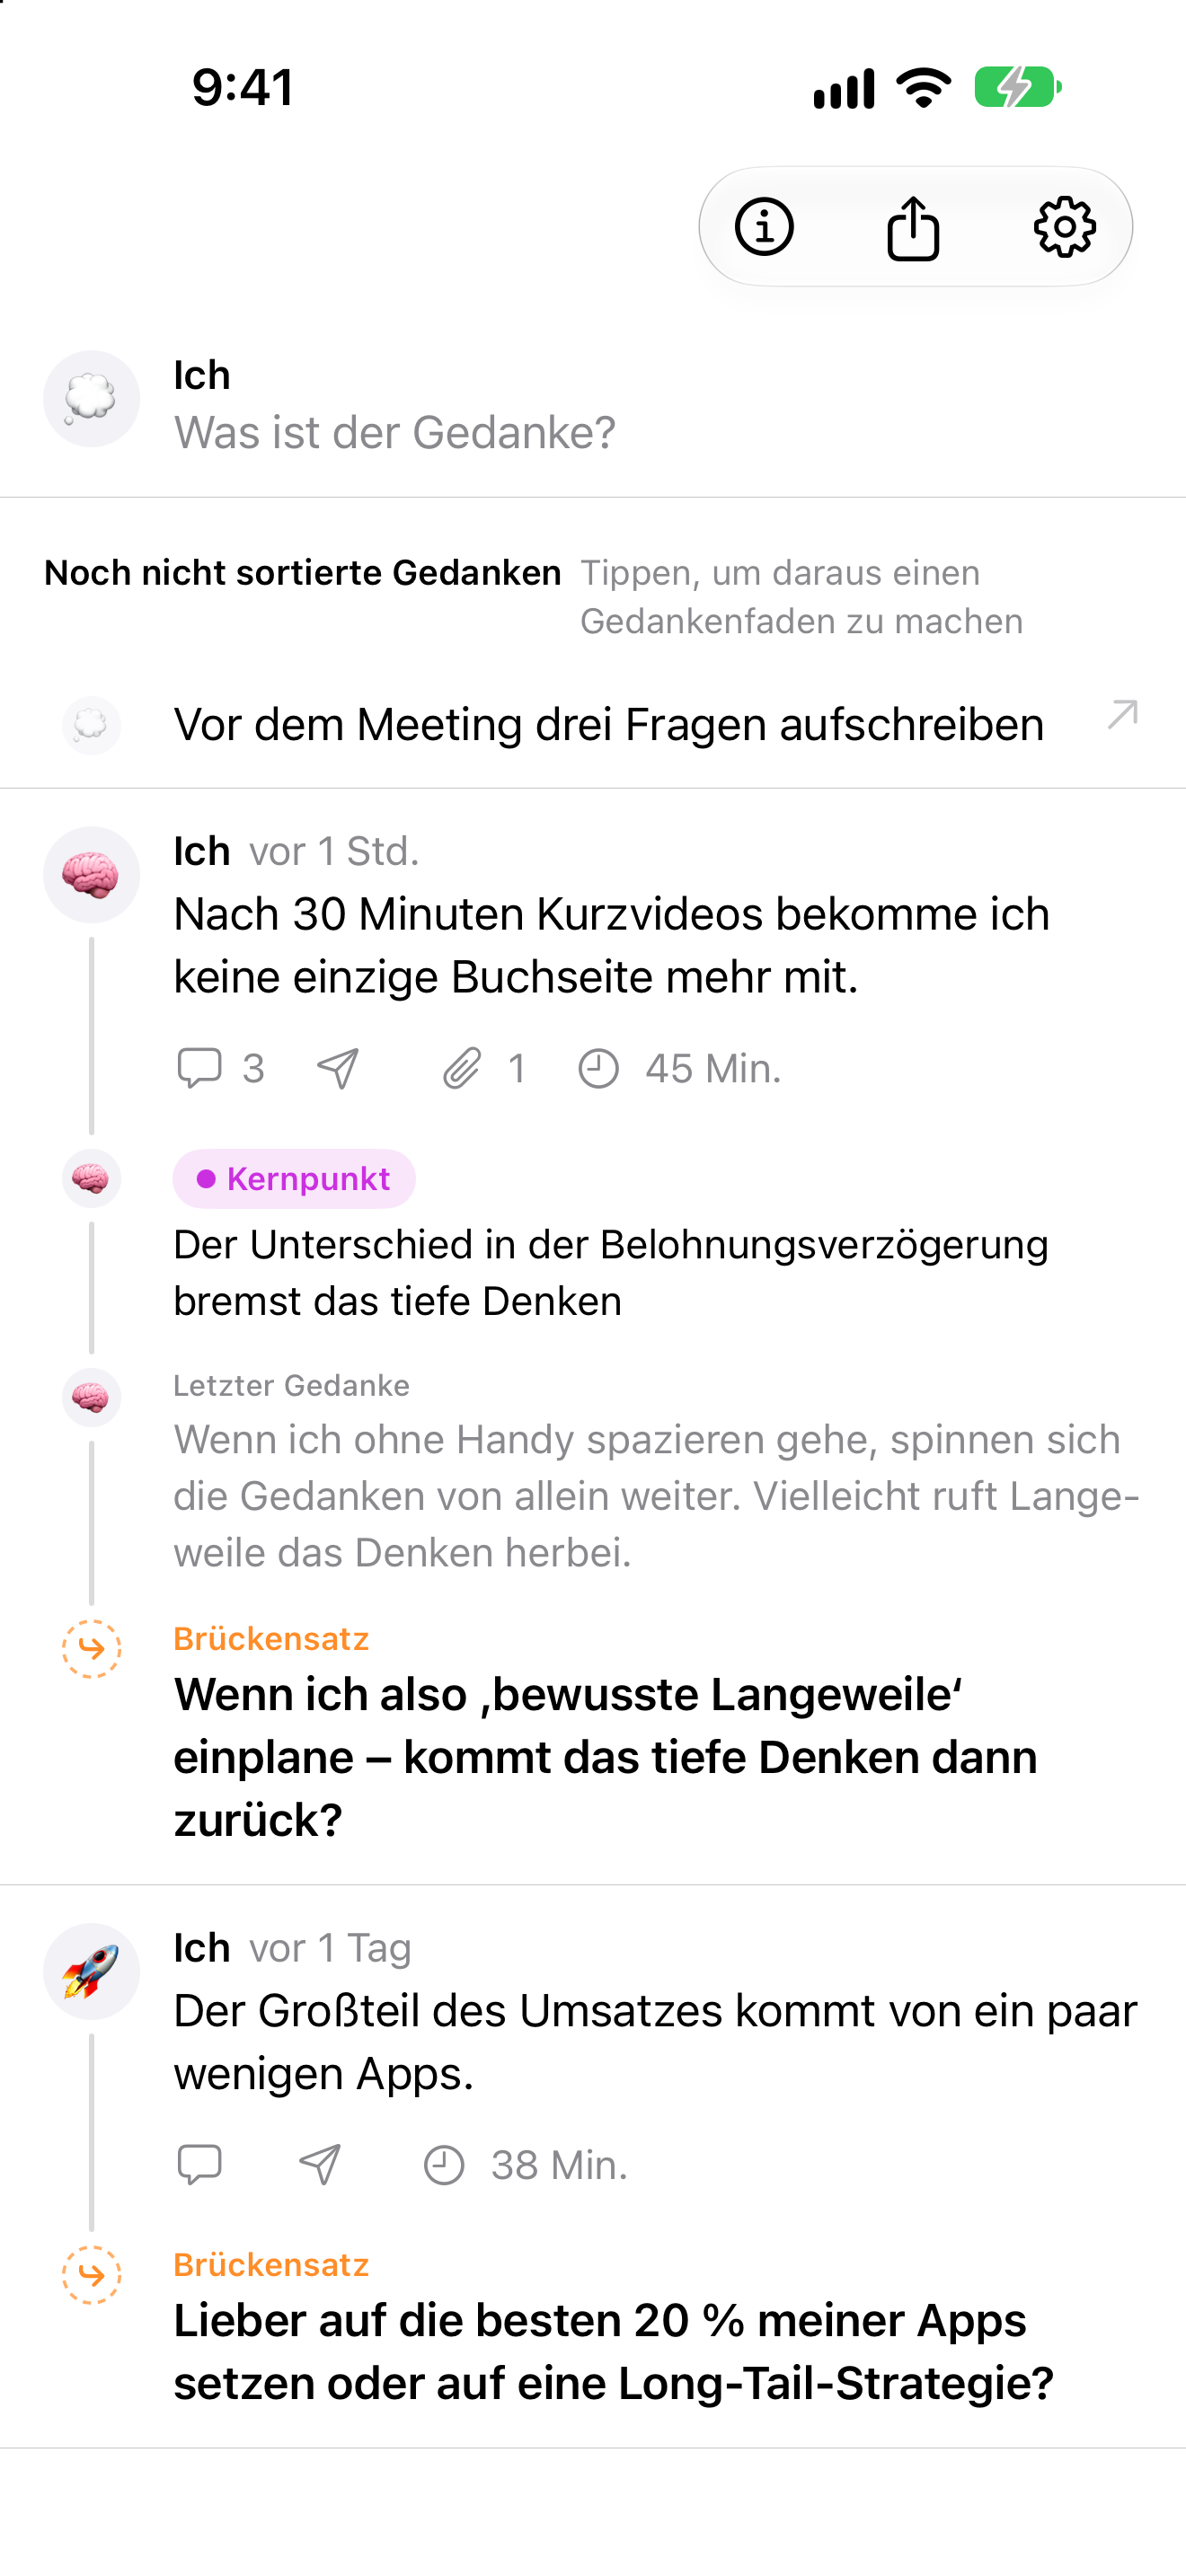 9:41
Ich
Was ist der Gedanke?
Noch nicht sortierte Gedanken
Tippen, um daraus einen
Gedankenfaden zu machen
Vor dem Meeting drei Fragen aufschreiben
Ich vor 1 Std.
Nach 30 Minuten Kurzvideos bekomme ich
keine einzige Buchseite mehr mit.
3 1 45 Min.
Kernpunkt
Der Unterschied in der Belohnungsverzögerung
bremst das tiefe Denken
Letzter Gedanke
Wenn ich ohne Handy spazieren gehe, spinnen sich
die Gedanken von allein weiter. Vielleicht ruft Lange-
weile das Denken herbei.
Brückensatz
Wenn ich also ‚bewusste Langeweile‘
einplane – kommt das tiefe Denken dann
zurück?
Ich vor 1 Tag
Der Großteil des Umsatzes kommt von ein paar
wenigen Apps.
38 Min.
Brückensatz
Lieber auf die besten 20 % meiner Apps
setzen oder auf eine Long-Tail-Strategie?